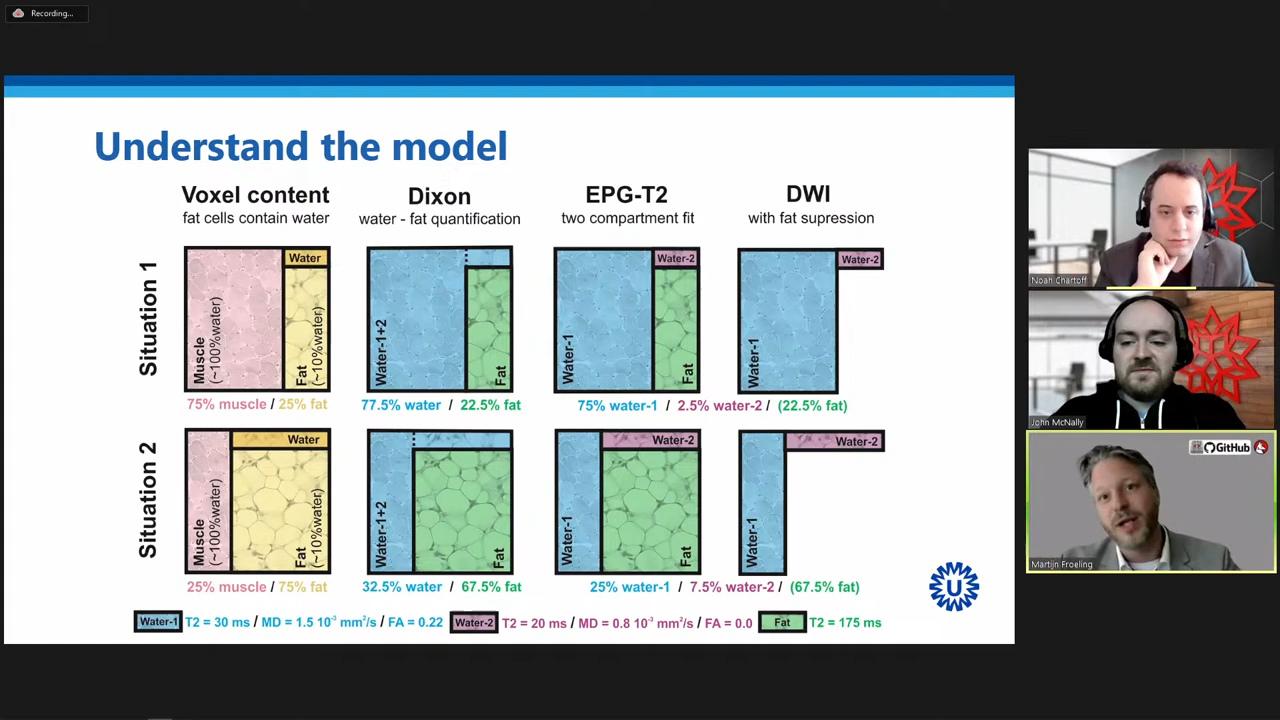 Recording...
Understand the model
Voxel content
fat cells contain water
Dixon
water - fat quantification
EPG-T2
two compartment fit
DWI
with fat supression
Situation 1
Muscle
(~100%water)
Water
Fat
(~10%water)
75% muscle / 25% fat
Water-1+2
Fat
77.5% water / 22.5% fat
Water-1
Water-2
Fat
75% water-1 / 2.5% water-2 / (22.5% fat)
Water-1
Water-2
Situation 2
Muscle
(~100%water)
Water
Fat
(~10%water)
25% muscle / 75% fat
Water-1+2
Fat
32.5% water / 67.5% fat
Water-1
Water-2
Fat
25% water-1 / 7.5% water-2 / (67.5% fat)
Water-1
Water-2
Water-1 T2 = 30 ms / MD = 1.5 10⁻³ mm²/s / FA = 0.22
Water-2 T2 = 20 ms / MD = 0.8 10⁻³ mm²/s / FA = 0.0
Fat T2 = 175 ms
U
Noah Chartoff
John McNally
GitHub
Martijn Froeling